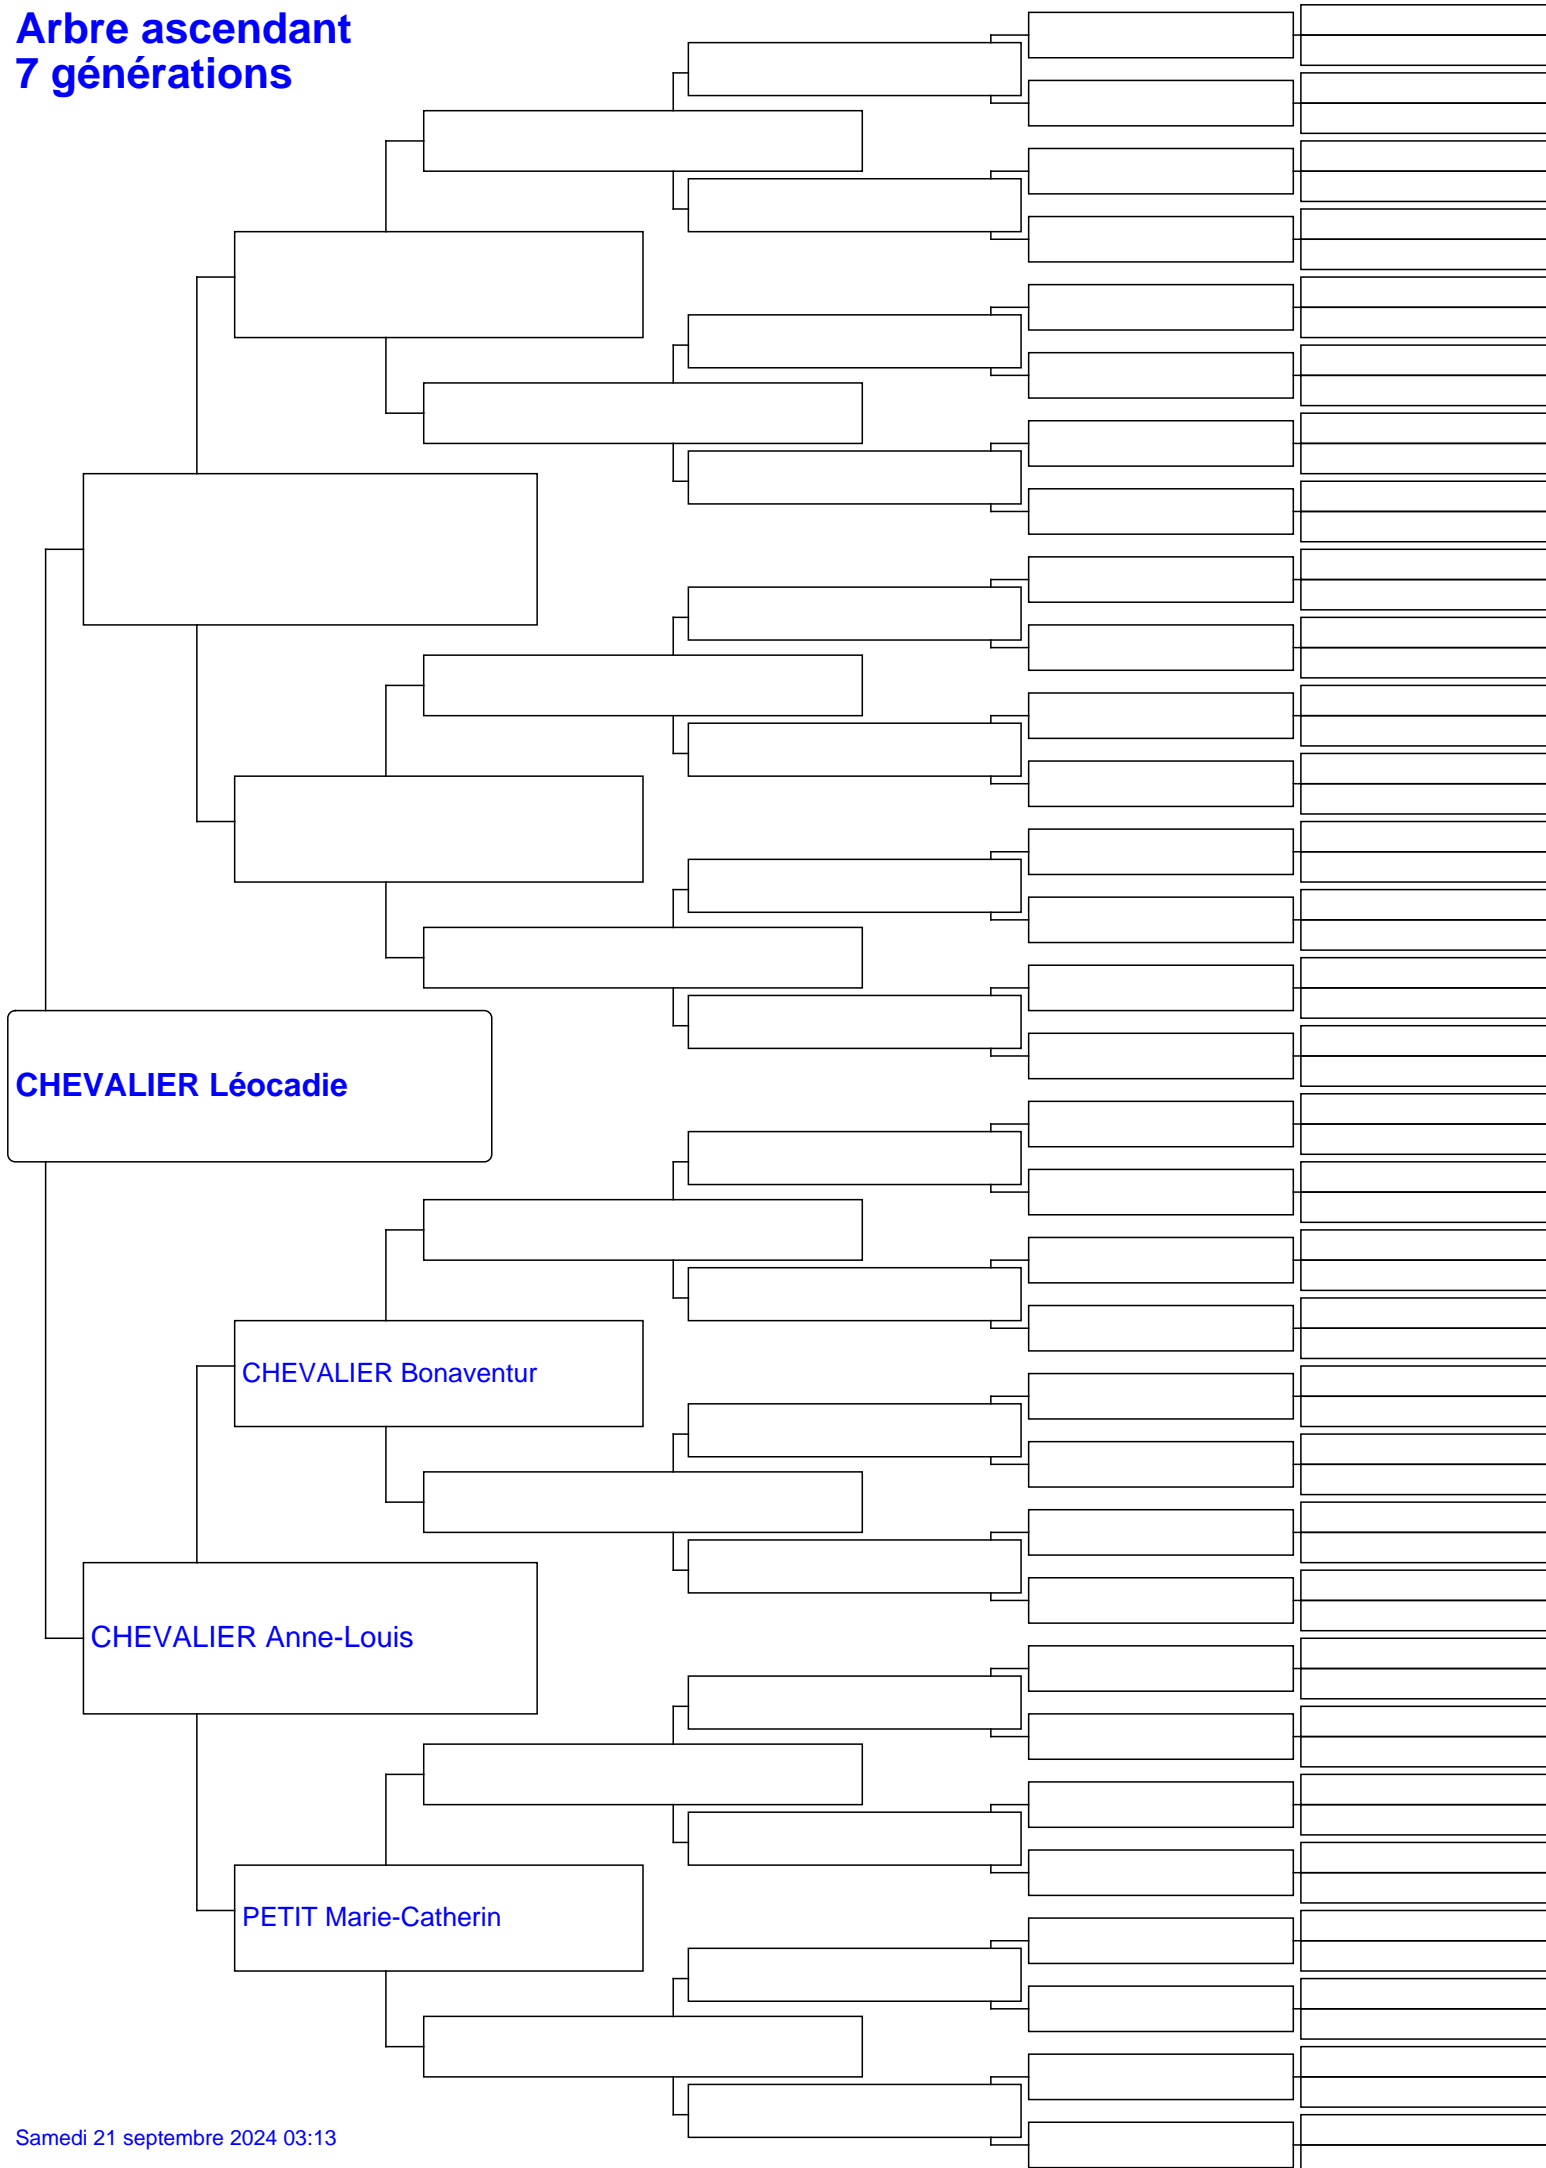 Arbre ascendant
7 générations
CHEVALIER Léocadie
CHEVALIER Bonaventur
CHEVALIER Anne-Louis
PETIT Marie-Catherin
Samedi 21 septembre 2024 03:13